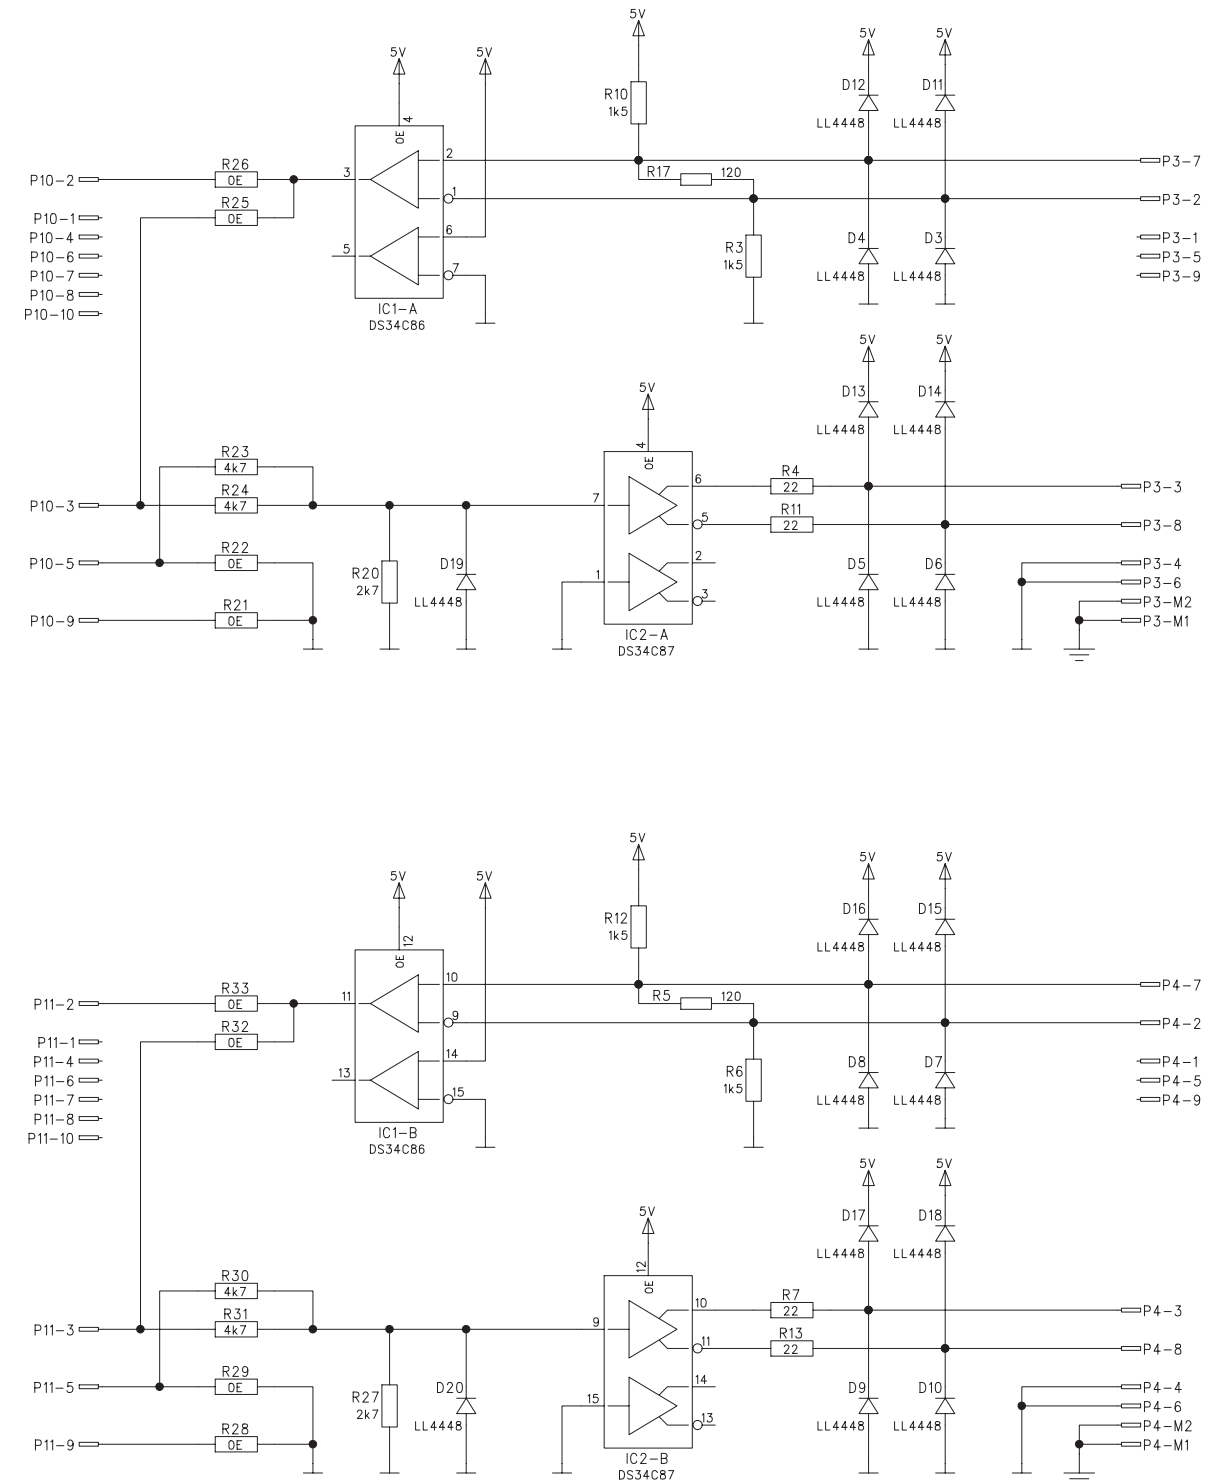 5V
5V 5V
D12 D11
R10
1k5
LL4448 LL4448
OE 4
2
P3-7
R26
P10-2 0E 3
R17 120
1
P3-2
R25
P10-1 0E
P10-4
6
P3-1
P10-6
5
R3
1k5
D4 D3
P3-5
P10-7
7
LL4448 LL4448
P3-9
P10-8
P10-10
IC1-A
DS34C86
5V 5V
5V 5V
5V
D13 D14
LL4448 LL4448
OE 4
R23
4k7
6
R4
22
P3-3
R24
P10-3 4k7
7
5
R11
22
P3-8
R22
P10-5 0E
R20
2k7
D19
LL4448
1
2
3
D5 D6
LL4448 LL4448
P3-4
P3-6
R21
P10-9 0E
P3-M2
P3-M1
IC2-A
DS34C87
5V
5V 5V
5V 5V
R12
1k5
D16 D15
LL4448 LL4448
OE 12
10
P4-7
R33
P11-2 0E 11
R5 120
9
P4-2
R32
P11-1 0E
P11-4
14
P4-1
P11-6
13
R6
1k5
D8 D7
P4-5
P11-7
15
LL4448 LL4448
P4-9
P11-8
P11-10
IC1-B
DS34C86
5V 5V
5V
D17 D18
LL4448 LL4448
OE 12
R30
4k7
10
R7
22
P4-3
R31
P11-3 4k7
9
11
R13
22
P4-8
R29
P11-5 0E
R27
2k7
D20
LL4448
15
14
13
D9 D10
LL4448 LL4448
P4-4
P4-6
R28
P11-9 0E
P4-M2
P4-M1
IC2-B
DS34C87